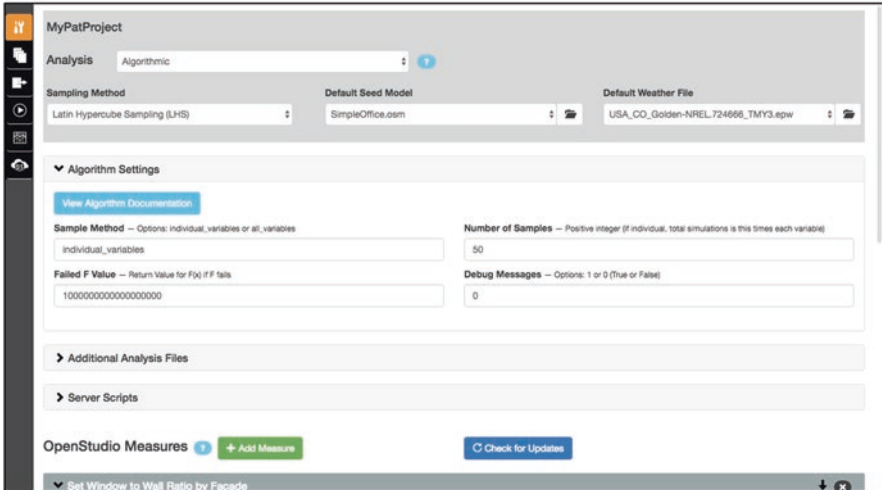 MyPatProject
Analysis Algorithmic ?
Sampling Method Default Seed Model Default Weather File
Latin Hypercube Sampling (LHS) SimpleOffice.osm USA_CO_Golden-NREL.724666_TMY3.epw
Algorithm Settings
View Algorithm Documentation
Sample Method — Options: individual_variables or all_variables Number of Samples — Positive integer (if individual, total simulations is this times each variable)
individual_variables 50
Failed F Value — Return Value for F(x) if F fails Debug Messages — Options: 1 or 0 (True or False)
1000000000000000000 0
Additional Analysis Files
Server Scripts
OpenStudio Measures ? + Add Measure Check for Updates
Set Window to Wall Ratio by Facade